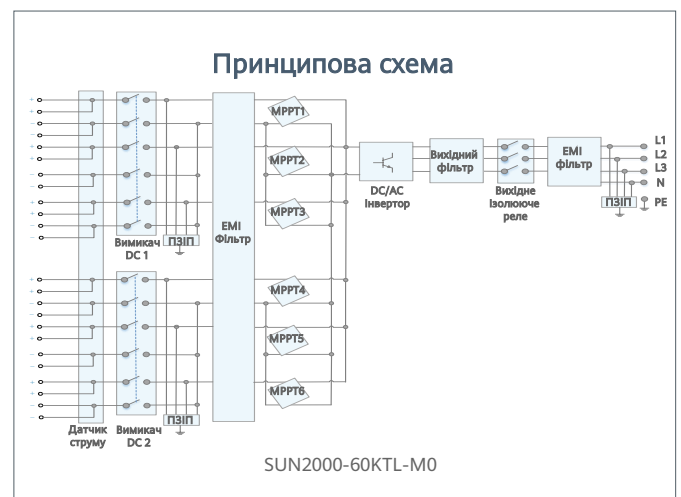 Принципова схема
MPPT1
MPPT2
MPPT3
MPPT4
MPPT5
MPPT6
EMI
Фільтр
DC/AC
Інвертор
Вихідний
фільтр
Вихідне
Ізолююче
реле
EMI
фільтр
L1
L2
L3
N
PE
ПЗІП
Вимикач
DC 1
ПЗІП
ПЗІП
Датчик
струму
Вимикач
DC 2
SUN2000-60KTL-M0